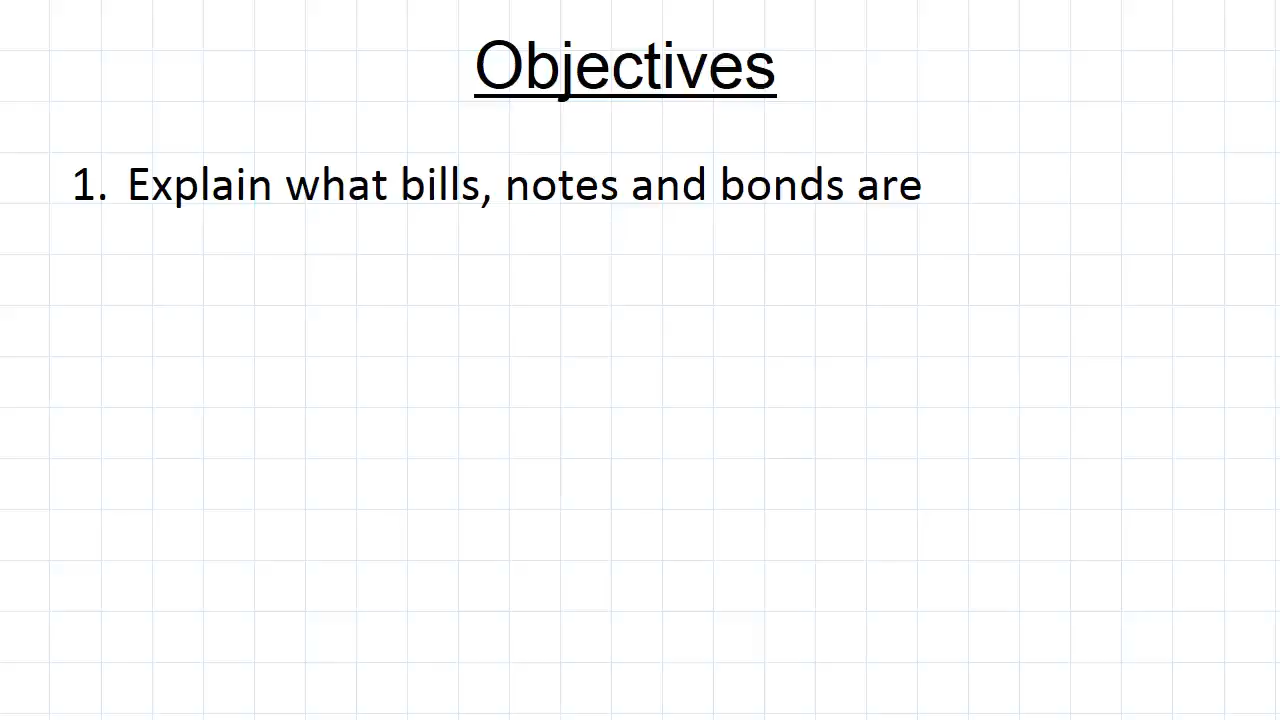 Objectives
1. Explain what bills, notes and bonds are